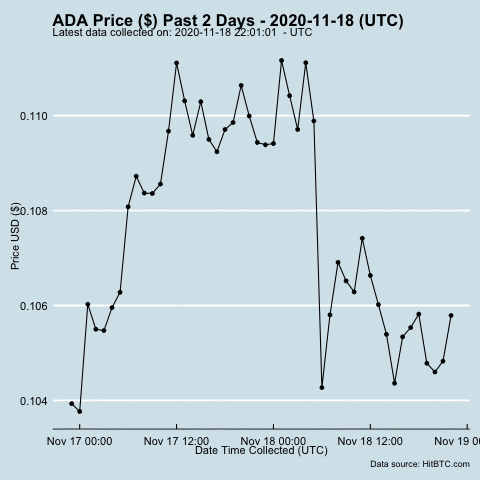 ADA Price ($) Past 2 Days - 2020-11-18 (UTC)
Latest data collected on: 2020-11-18 22:01:01 - UTC
0.110
0.108
0.106
0.104
Price USD ($)
Nov 17 00:00 Nov 17 12:00 Nov 18 00:00 Nov 18 12:00 Nov 19 0
Date Time Collected (UTC)
Data source: HitBTC.com